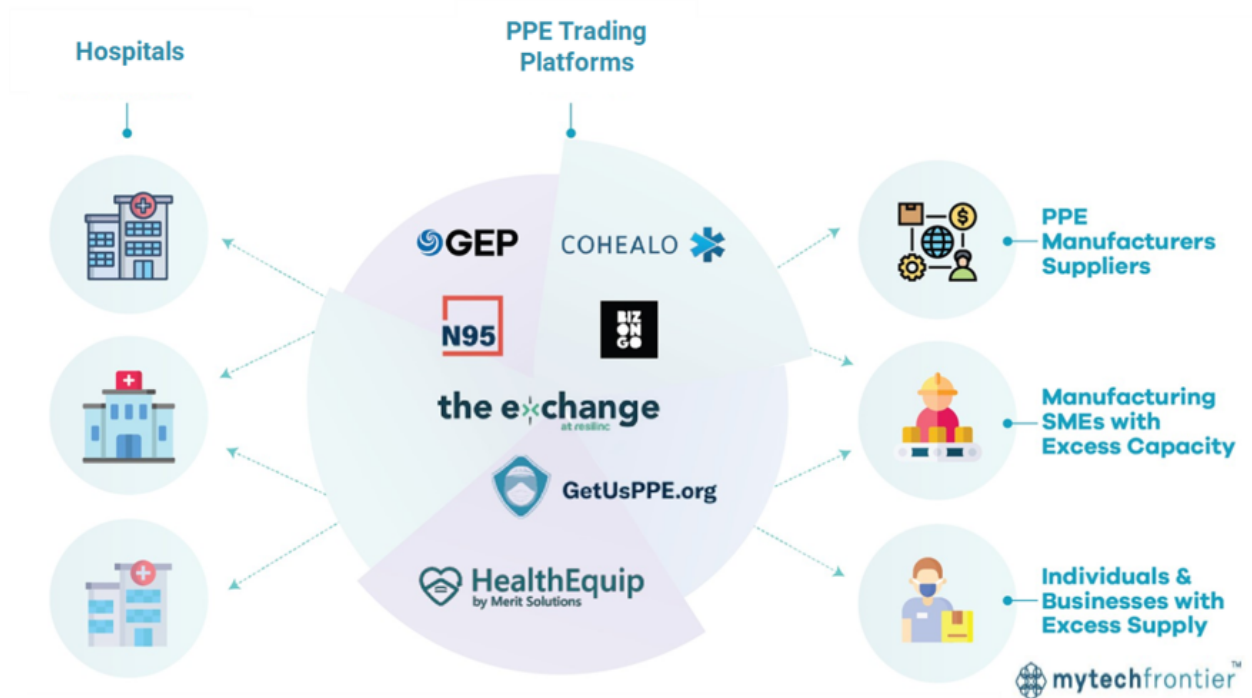 Hospitals
PPE Trading
Platforms
GEP
COHEALO
N95
BIZ
ON
GO
the exchange
at resilinc
GetUsPPE.org
HealthEquip
by Merit Solutions
PPE
Manufacturers
Suppliers
Manufacturing
SMEs with
Excess Capacity
Individuals &
Businesses with
Excess Supply
mytechfrontier™